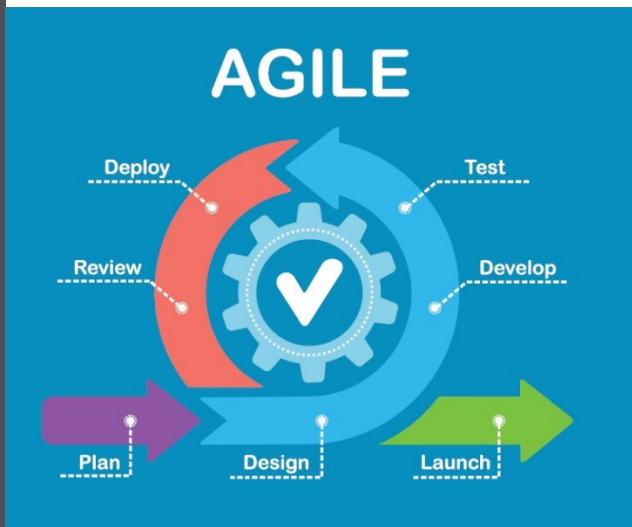 AGILE
Deploy
Test
Review
Develop
Plan
Design
Launch